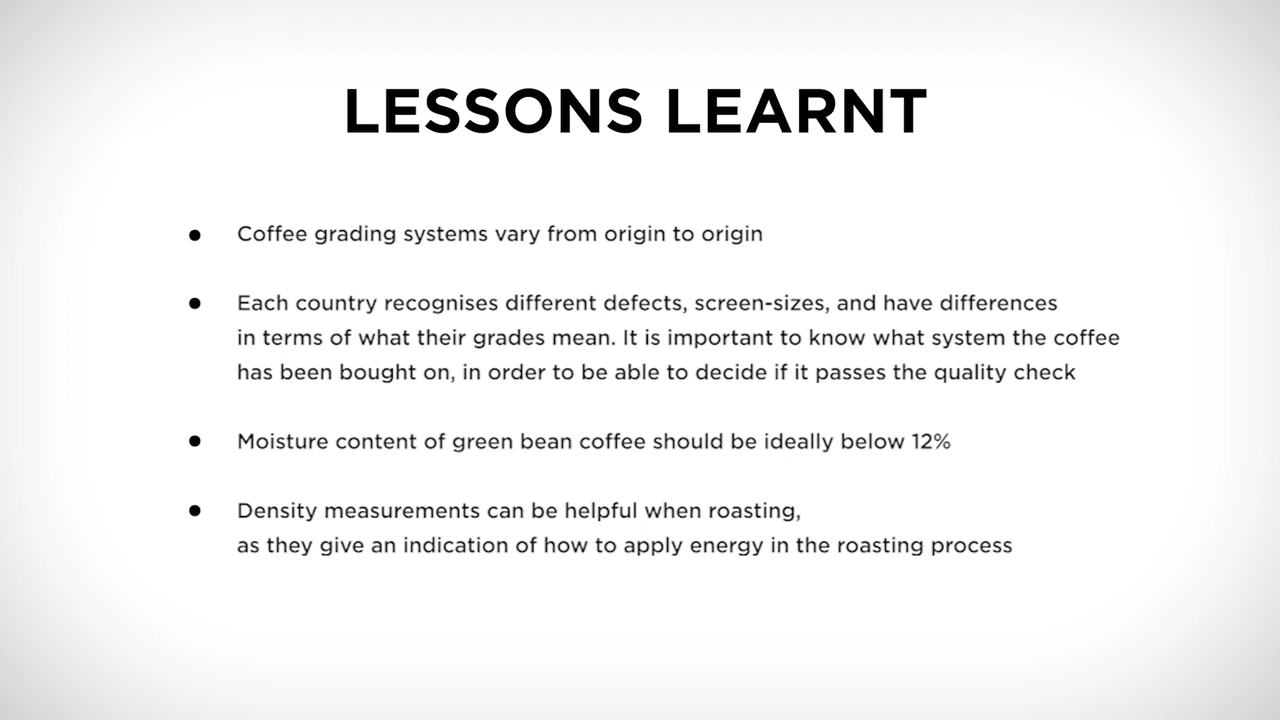 LESSONS LEARNT
● Coffee grading systems vary from origin to origin
● Each country recognises different defects, screen-sizes, and have differences
in terms of what their grades mean. It is important to know what system the coffee
has been bought on, in order to be able to decide if it passes the quality check
● Moisture content of green bean coffee should be ideally below 12%
● Density measurements can be helpful when roasting,
as they give an indication of how to apply energy in the roasting process